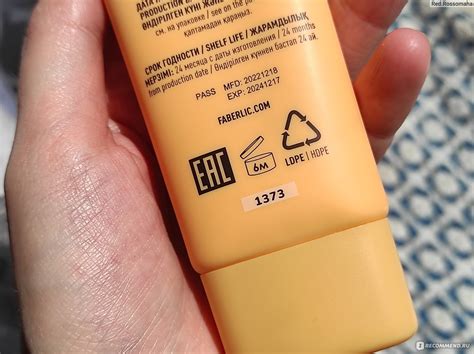 ДАТА И
PRODUCTION
ӨНДІРІЛГЕН
см. на упаковке / see on the
қаптамадан қараңыз.
СРОК ГОДНОСТИ / SHELF LIFE / ЖАРАМДЫЛЫҚ
МЕРЗІМІ: 24 месяца с даты изготовления / 24 months
from production date / Өндірілген күннен бастап 24 ай.
PASS MFD: 20221218
EXP: 20241217
FABERLIC.COM
EAC
6M
LDPE | HDPE
1373
Red.Rossomaha
IRECOMMEND.RU